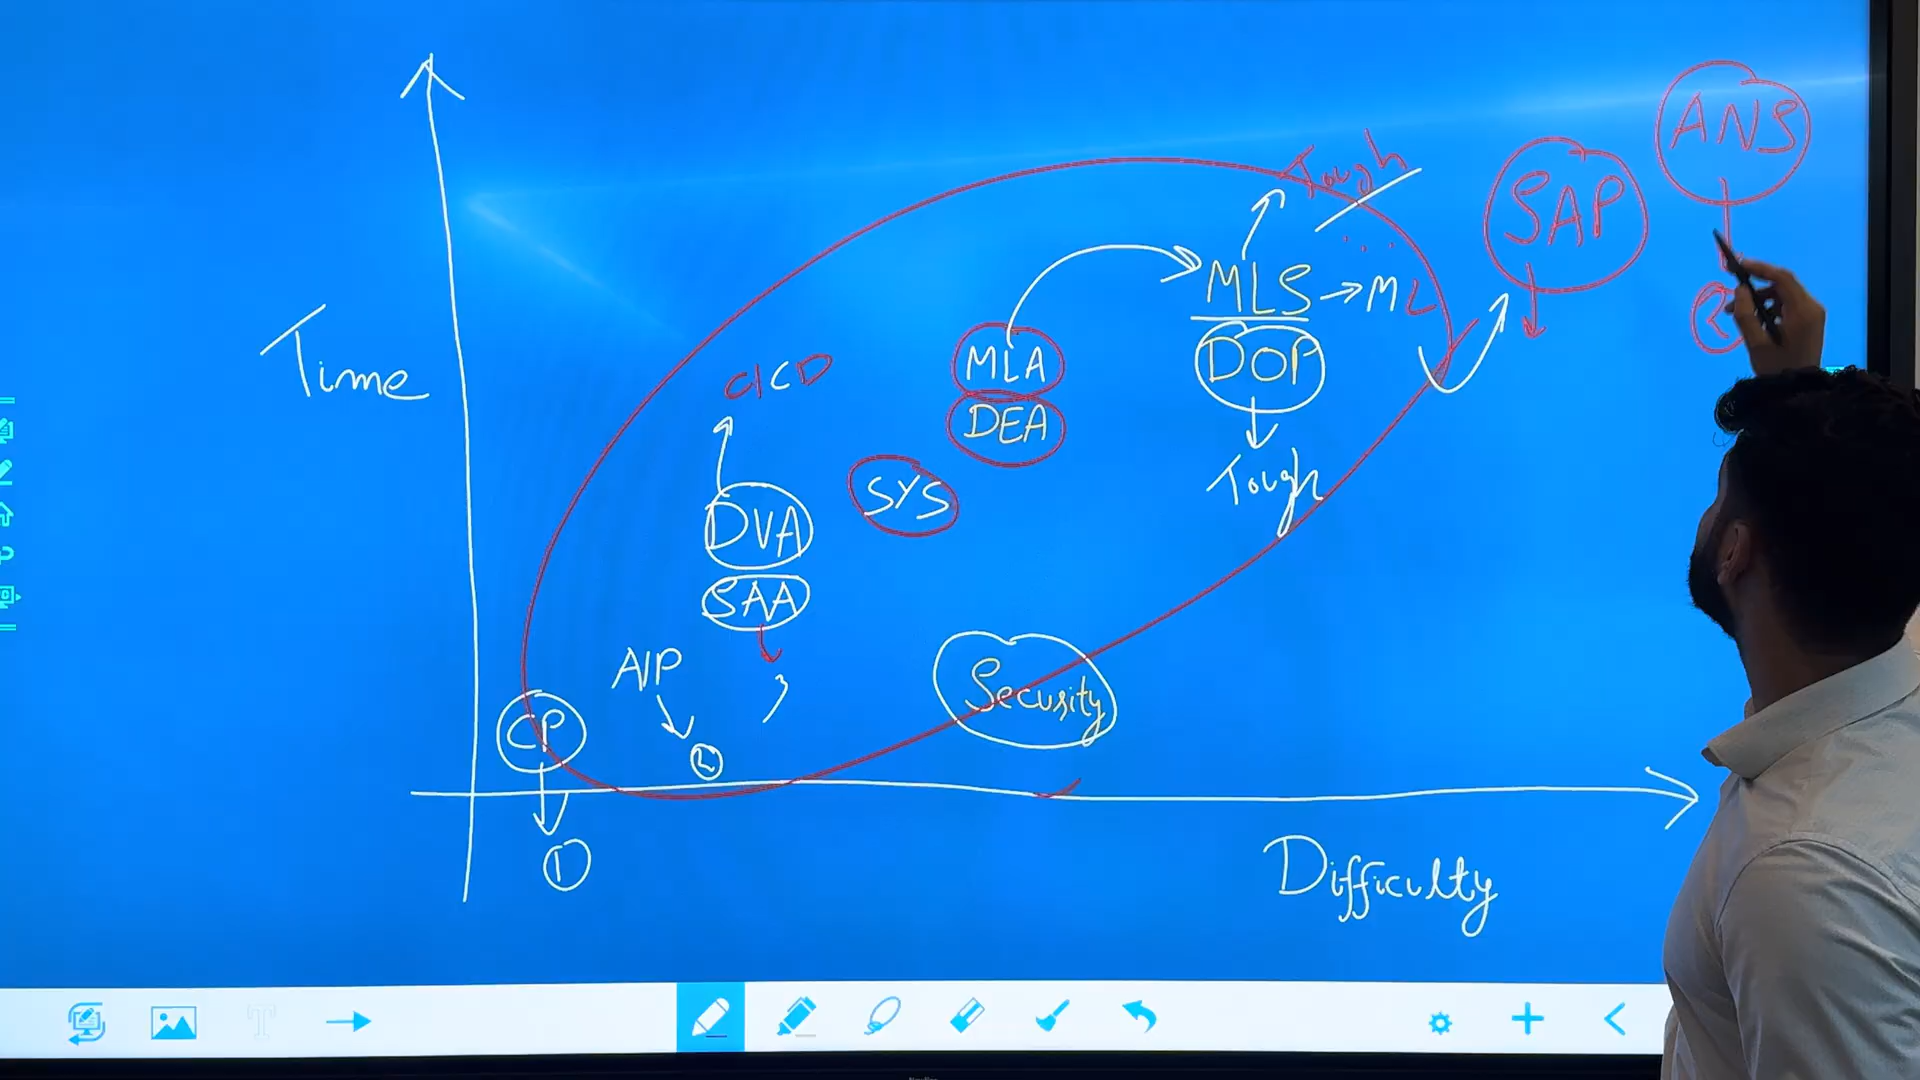 ANS
Tough
SAP
MLS → ML
2
Time
MLA
DOP
CICD
DEA
Tough
SYS
DVA
SAA
AIP
Security
CP
2
1
Difficulty